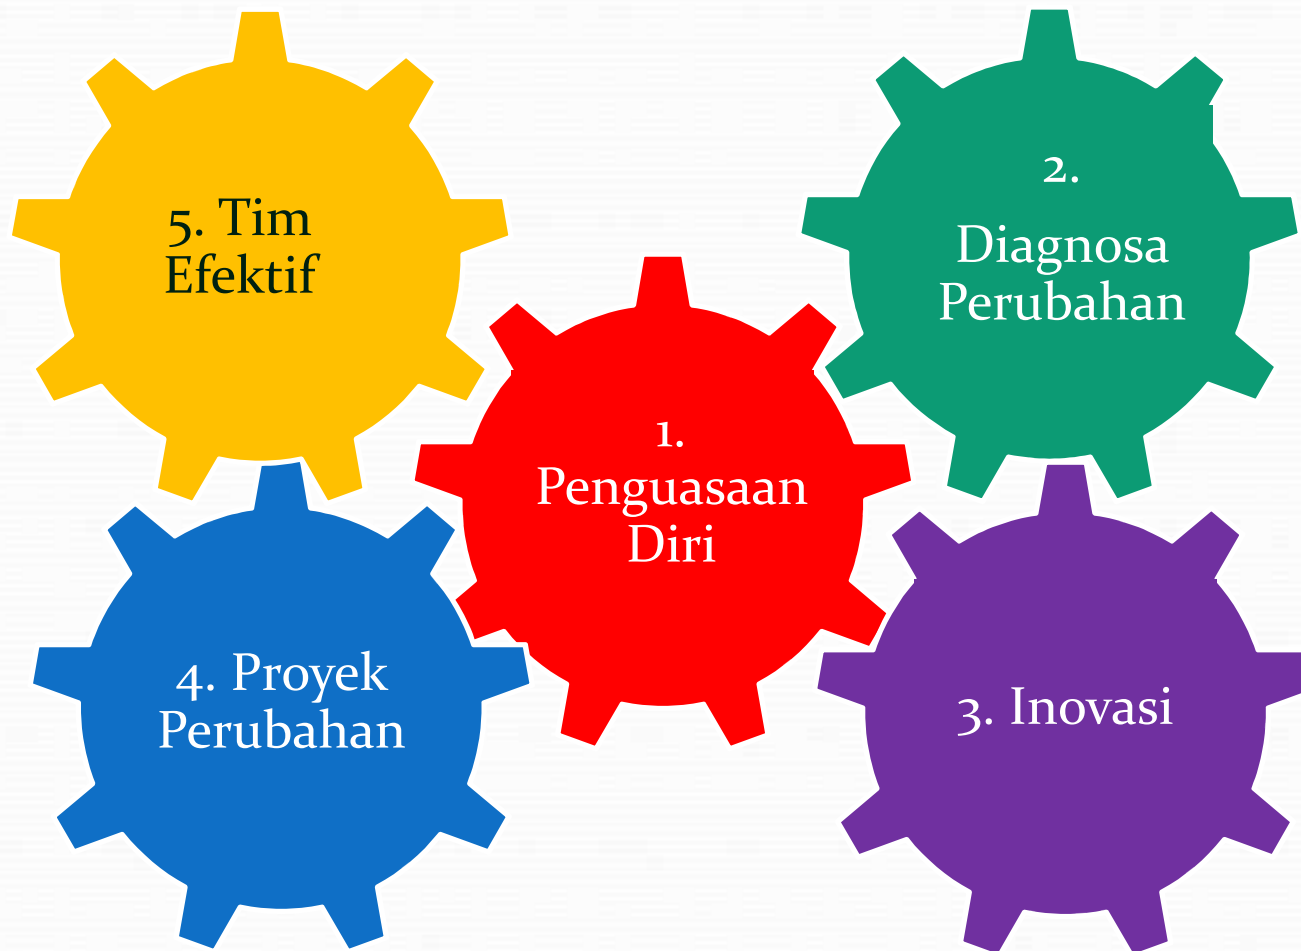 5. Tim
Efektif
2.
Diagnosa
Perubahan
1.
Penguasaan
Diri
4. Proyek
Perubahan
3. Inovasi